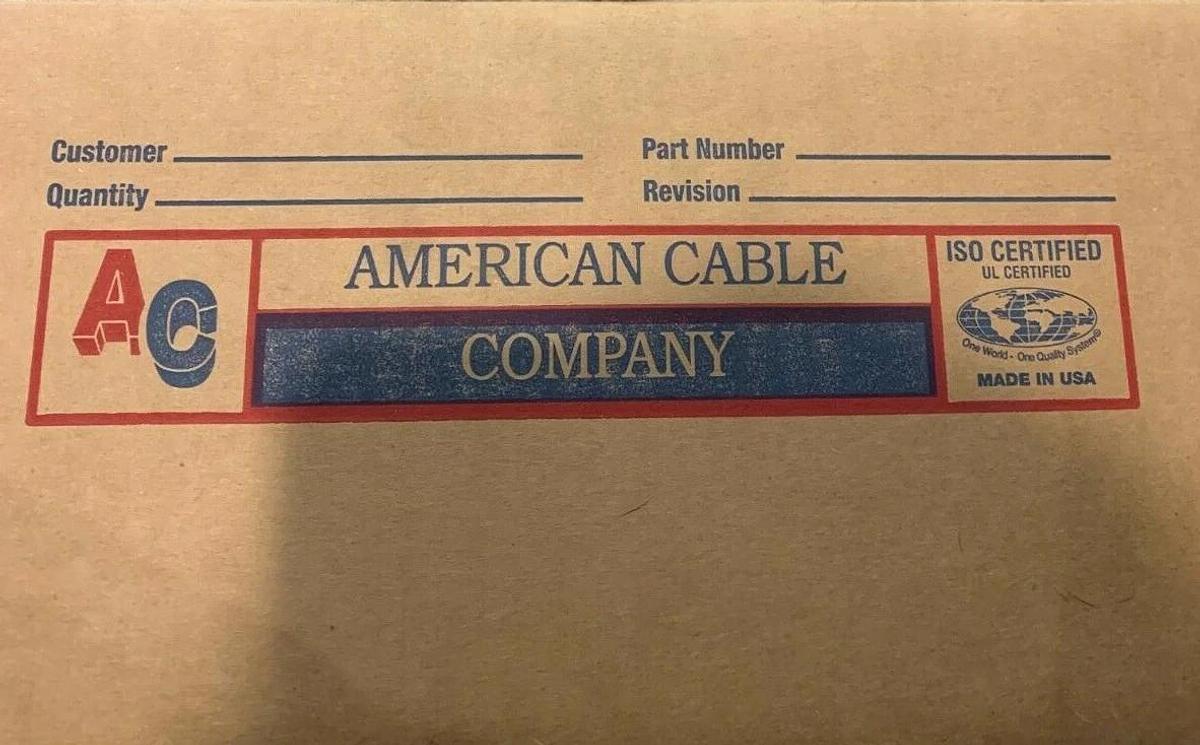 Customer Part Number
Quantity Revision
AC
AMERICAN CABLE
COMPANY
ISO CERTIFIED
UL CERTIFIED
One World - One Quality System®
MADE IN USA